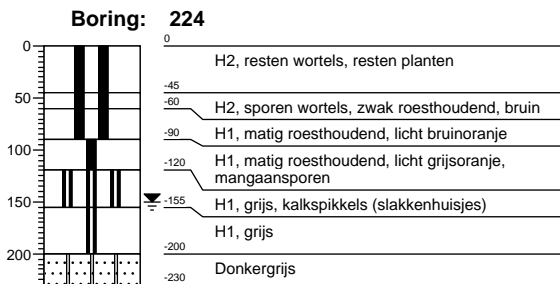 Boring: 224
0
50
100
150
200
0
H2, resten wortels, resten planten
-45
-60
H2, sporen wortels, zwak roesthoudend, bruin
-90
H1, matig roesthoudend, licht bruinoranje
-120
H1, matig roesthoudend, licht grijsoranje,
mangaansporen
-155
H1, grijs, kalkspikkels (slakkenhuisjes)
H1, grijs
-200
Donkergrijs
-230